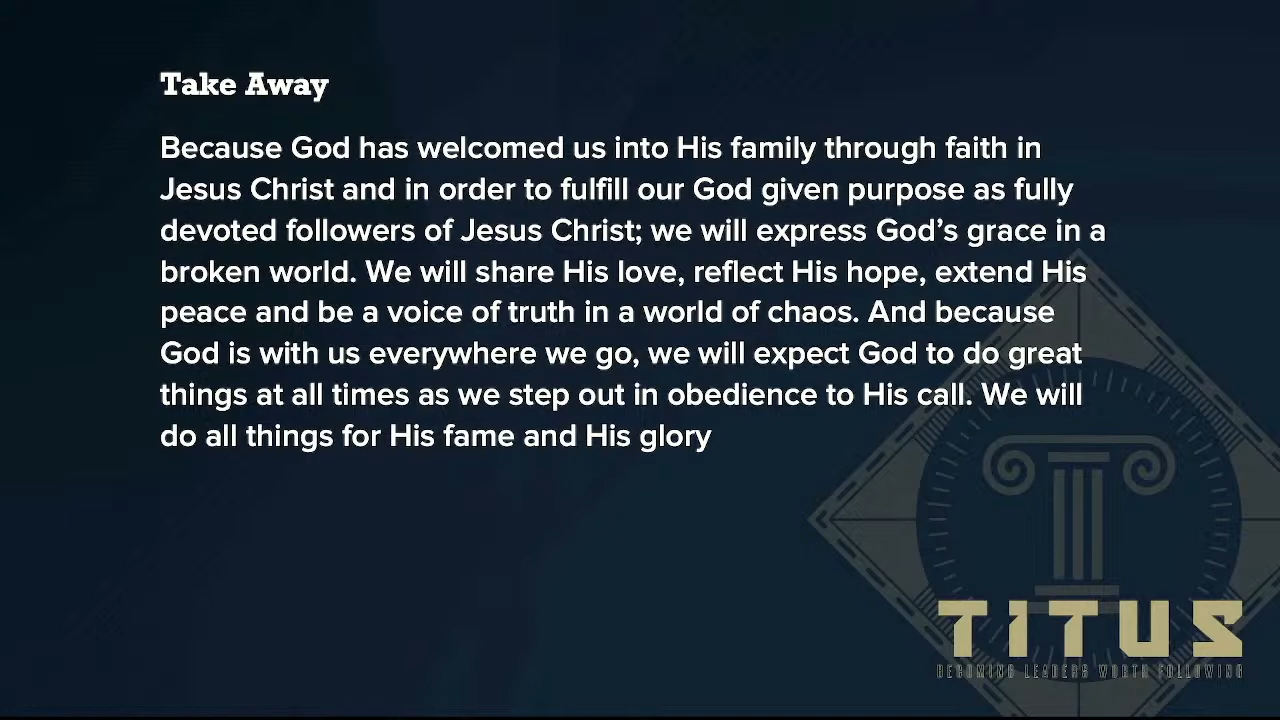 Take Away
Because God has welcomed us into His family through faith in
Jesus Christ and in order to fulfill our God given purpose as fully
devoted followers of Jesus Christ; we will express God’s grace in a
broken world. We will share His love, reflect His hope, extend His
peace and be a voice of truth in a world of chaos. And because
God is with us everywhere we go, we will expect God to do great
things at all times as we step out in obedience to His call. We will
do all things for His fame and His glory
TITUS
BECOMING LEADERS WORTH FOLLOWING